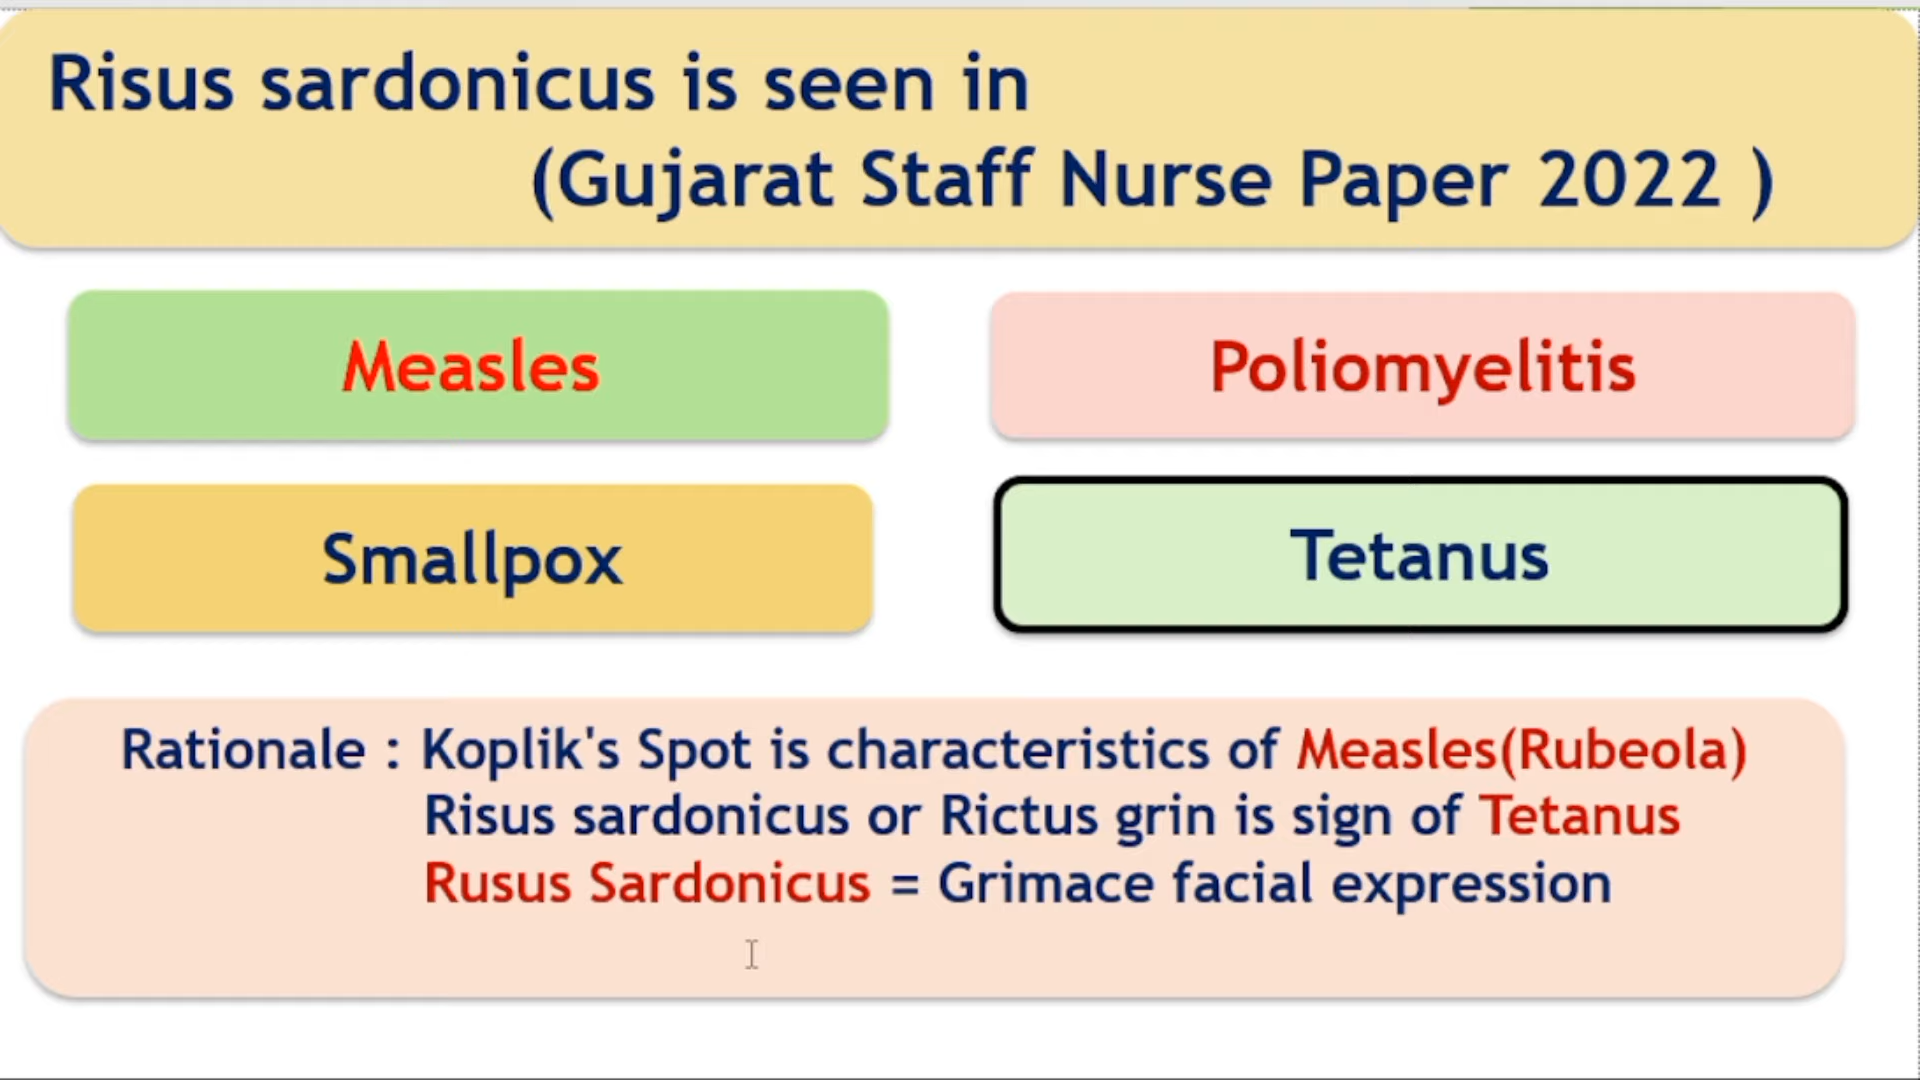 Risus sardonicus is seen in
(Gujarat Staff Nurse Paper 2022 )
Measles
Poliomyelitis
Smallpox
Tetanus
Rationale : Koplik's Spot is characteristics of Measles(Rubeola)
Risus sardonicus or Rictus grin is sign of Tetanus
Rusus Sardonicus = Grimace facial expression